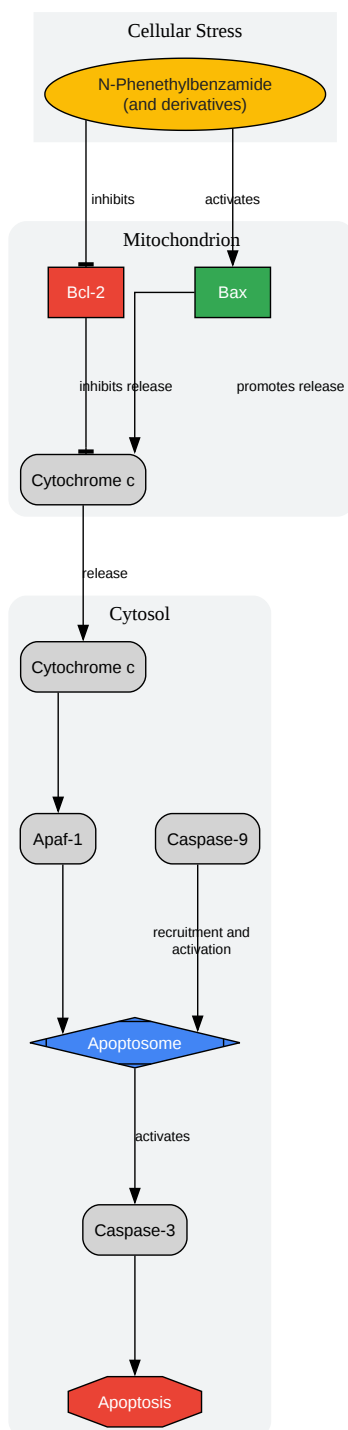 Cellular Stress
N-Phenethylbenzamide
(and derivatives)
inhibits
activates
Mitochondrion
Bcl-2
Bax
inhibits release
promotes release
Cytochrome c
release
Cytosol
Cytochrome c
Apaf-1
Caspase-9
recruitment and
activation
Apoptosome
activates
Caspase-3
Apoptosis